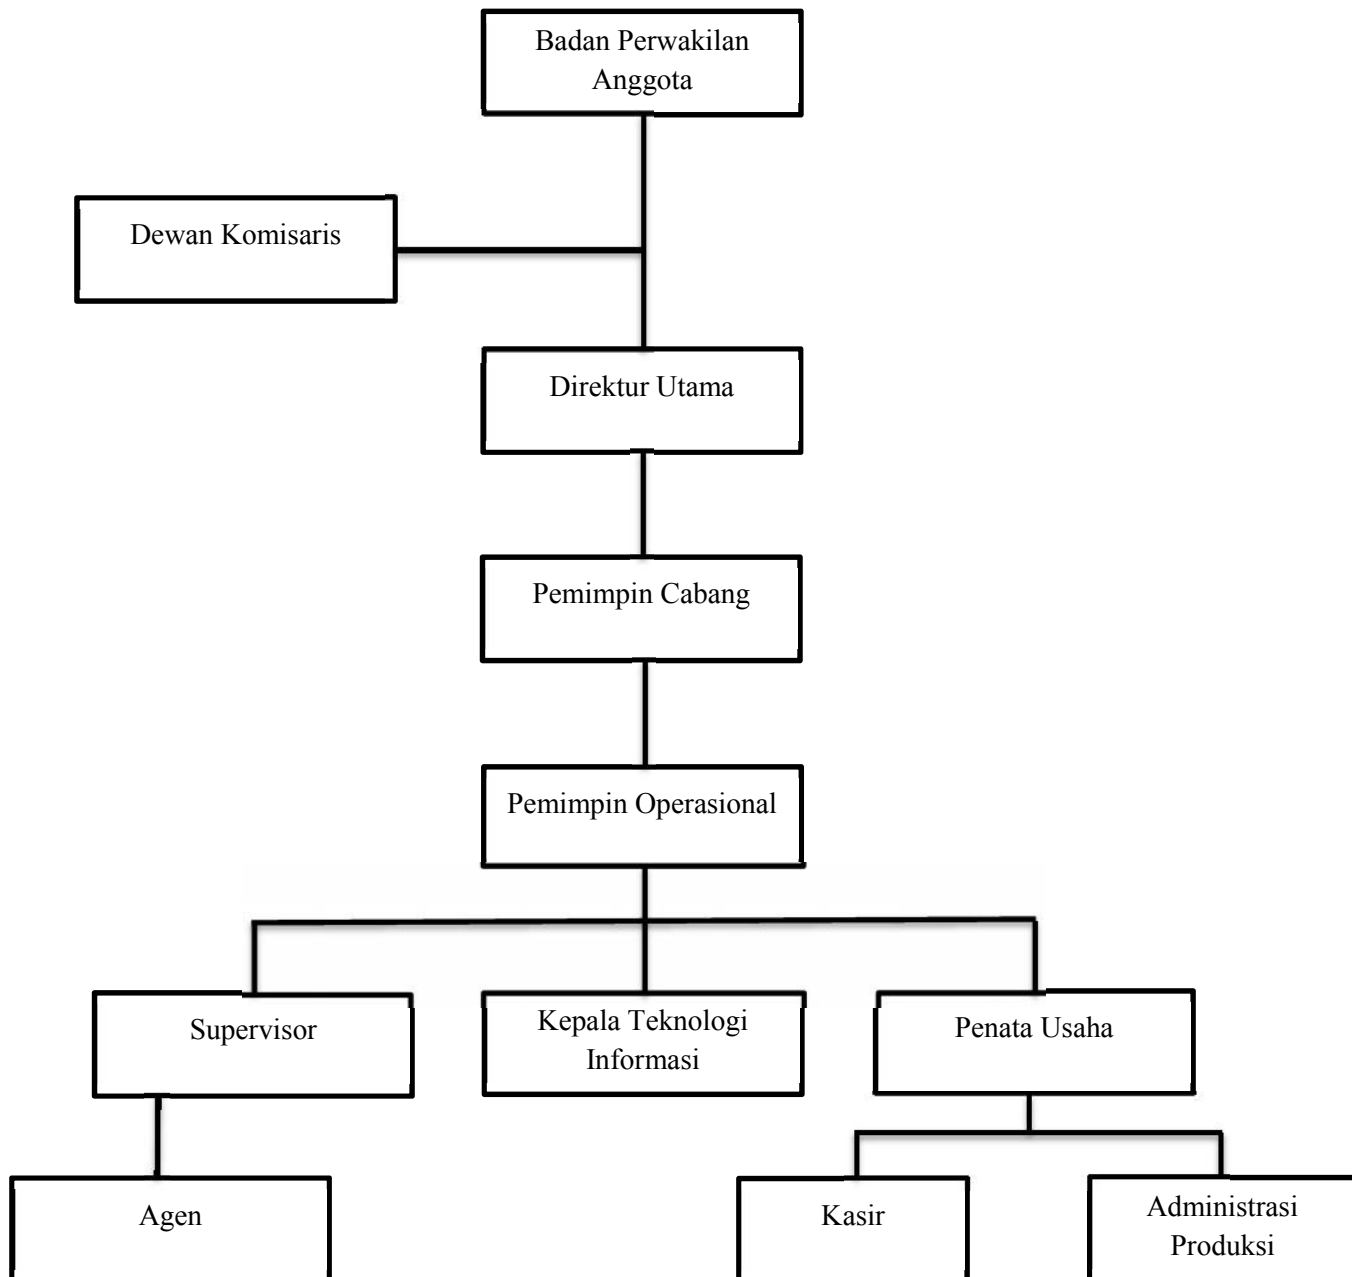 Badan Perwakilan
Anggota
Dewan Komisaris
Direktur Utama
Pemimpin Cabang
Pemimpin Operasional
Supervisor
Kepala Teknologi
Informasi
Penata Usaha
Agen
Kasir
Administrasi
Produksi